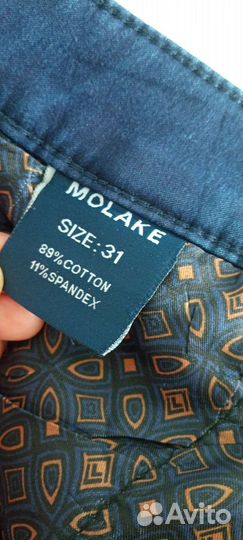 MOLAKE
SIZE: 31
89%COTTON
11%SPANDEX
Avito